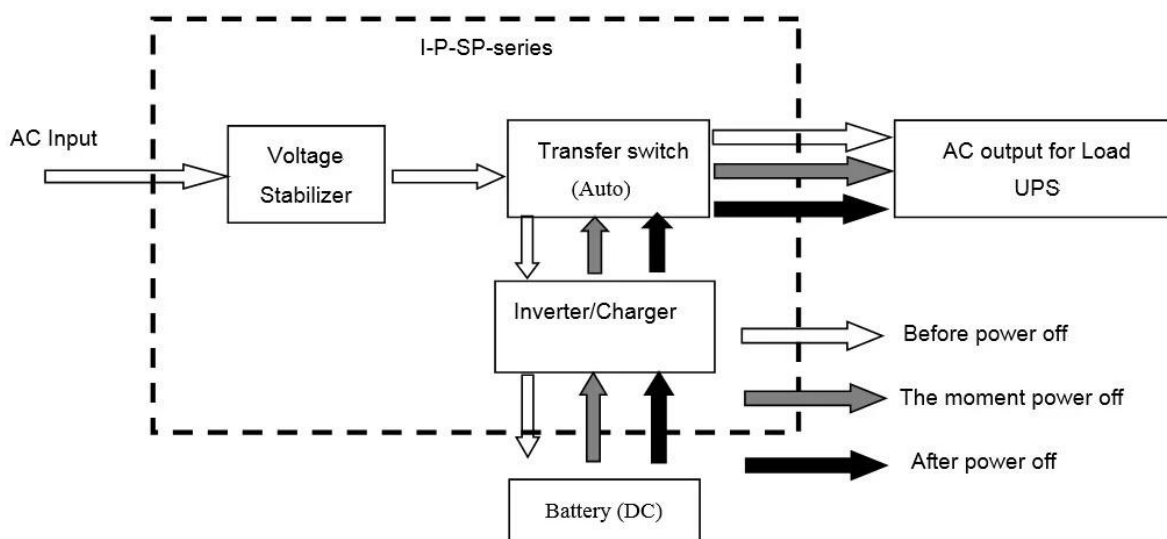 I-P-SP-series
AC Input
Voltage
Stabilizer
Transfer switch
(Auto)
AC output for Load
UPS
Inverter/Charger
Before power off
The moment power off
After power off
Battery (DC)